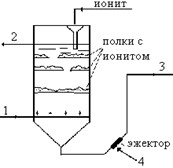 ионит
2
полки с
ионитом
3
1
эжектор
4